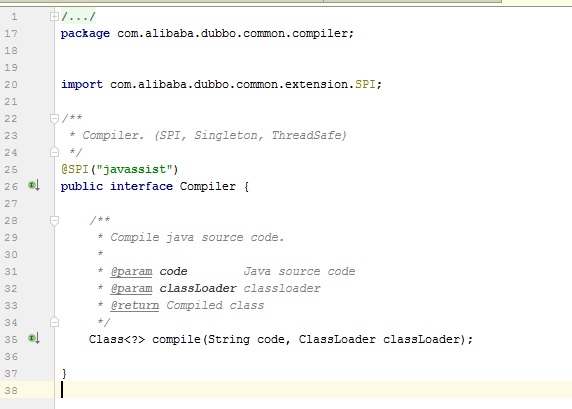 1 /.../
17 package com.alibaba.dubbo.common.compiler;
18
19
20 import com.alibaba.dubbo.common.extension.SPI;
21
22 /**
23 * Compiler. (SPI, Singleton, ThreadSafe)
24 */
25 @SPI("javassist")
26 public interface Compiler {
27
28 /**
29 * Compile java source code.
30 *
31 * @param code Java source code
32 * @param classLoader classloader
33 * @return Compiled class
34 */
35 Class<?> compile(String code, ClassLoader classLoader);
36
37 }
38